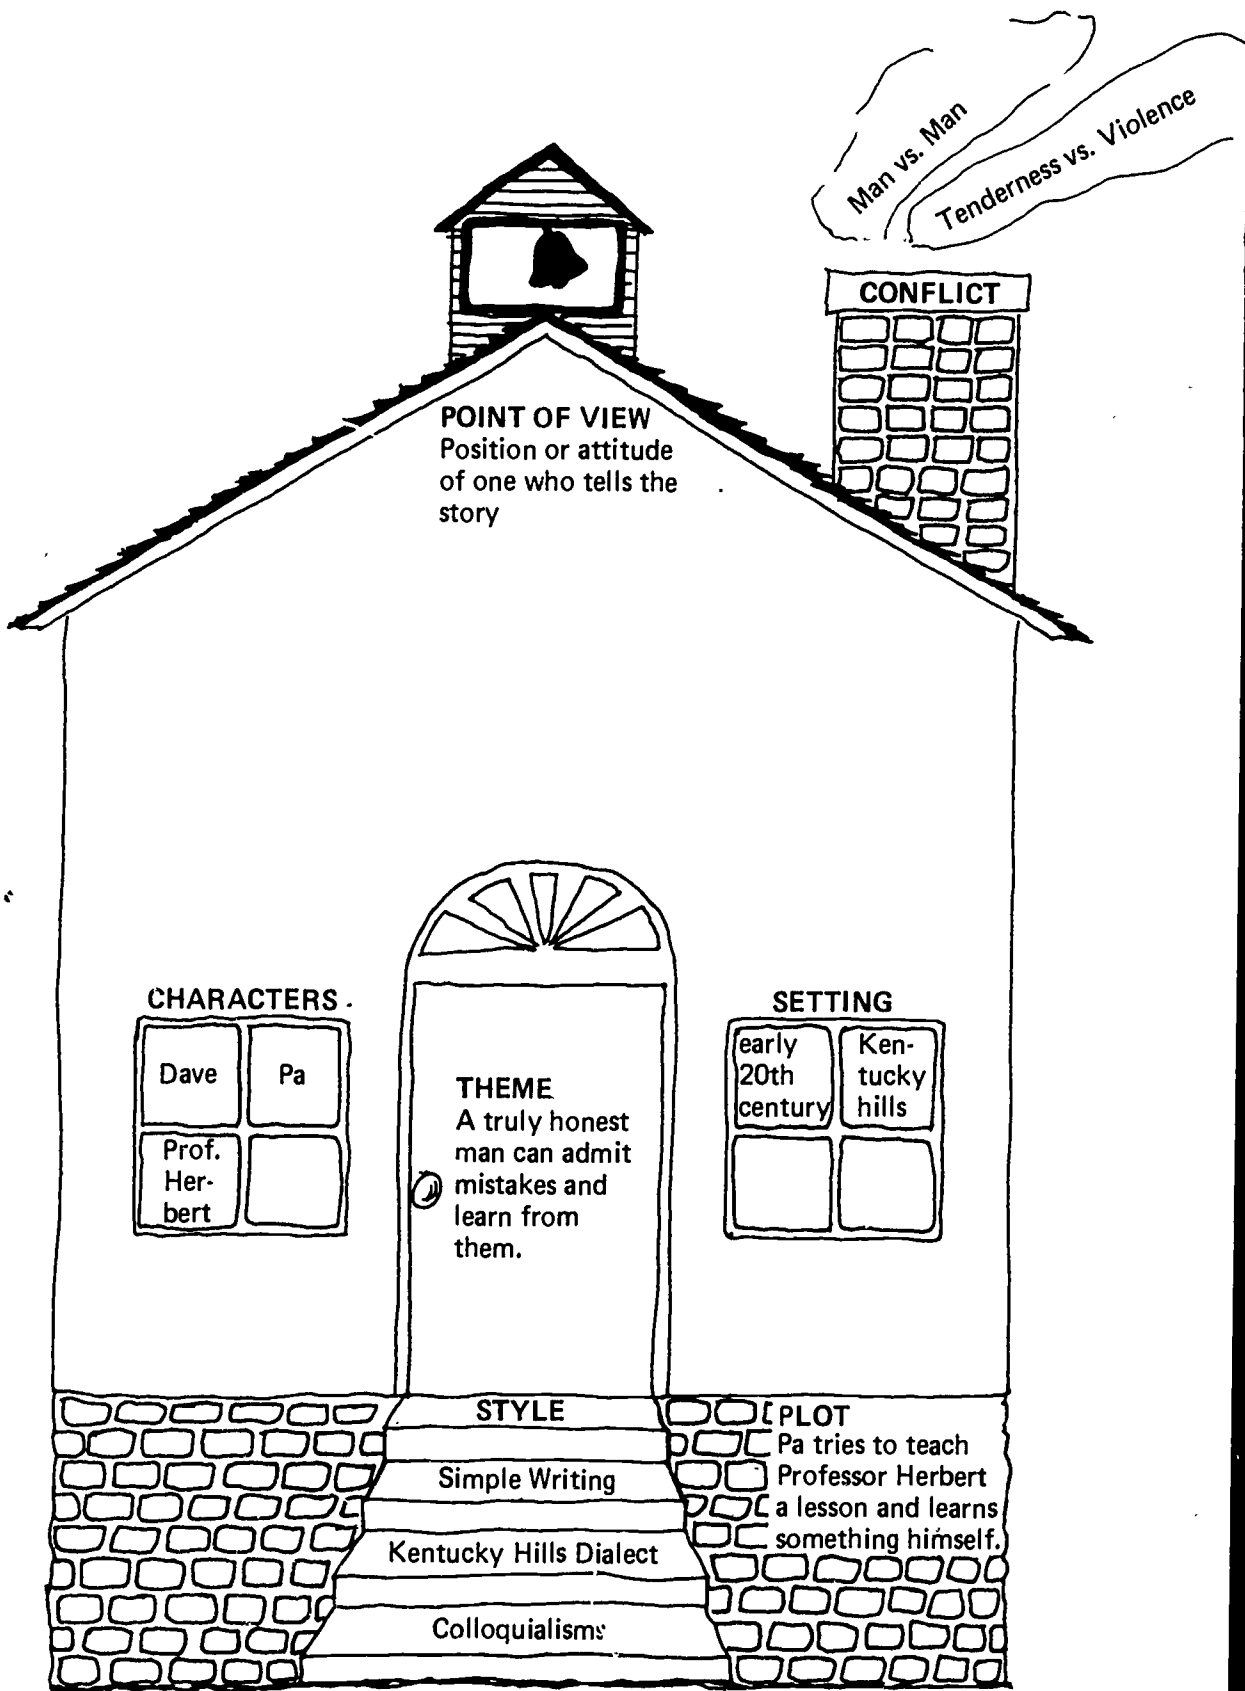 Man vs. Man
Tenderness vs. Violence
CONFLICT
POINT OF VIEW
Position or attitude
of one who tells the
story
CHARACTERS
Dave
Pa
Prof.
Her-
bert
THEME
A truly honest
man can admit
mistakes and
learn from
them.
SETTING
early
20th
century
Ken-
tucky
hills
STYLE
Simple Writing
Kentucky Hills Dialect
Colloquialisms
PLOT
Pa tries to teach
Professor Herbert
a lesson and learns
something himself.